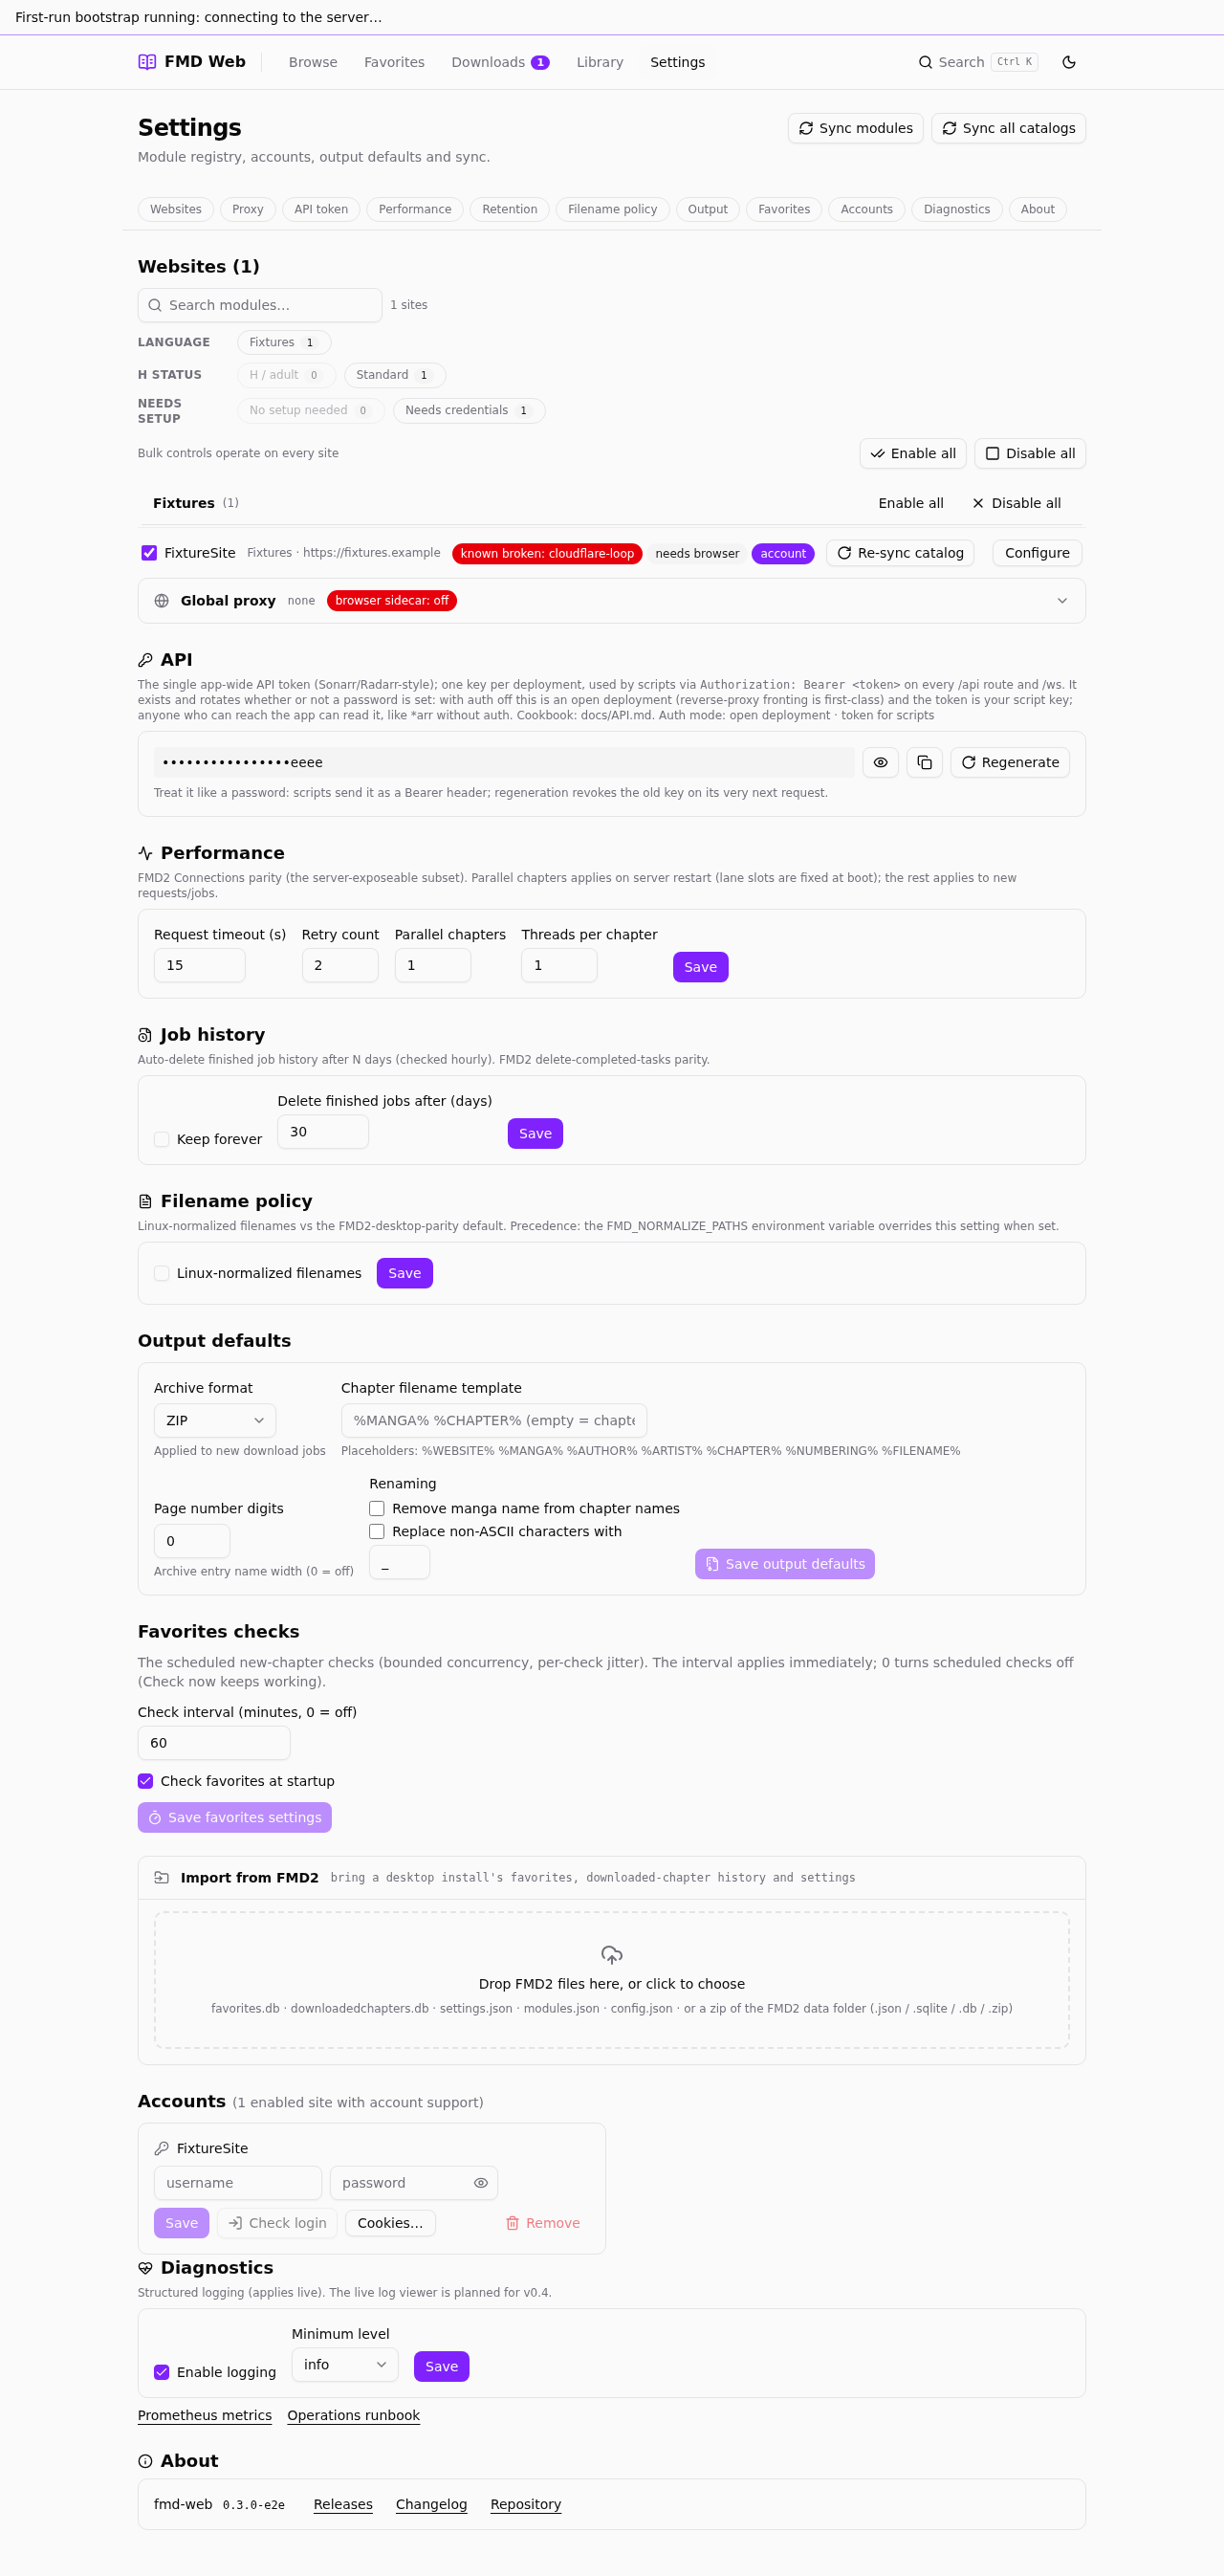 First-run bootstrap running: connecting to the server…
FMD Web Browse Favorites Downloads 1 Library Settings Search Ctrl K
Settings
Sync modules Sync all catalogs
Module registry, accounts, output defaults and sync.
Websites Proxy API token Performance Retention Filename policy Output Favorites Accounts Diagnostics About
Websites (1)
Search modules… 1 sites
LANGUAGE Fixtures 1
H STATUS H / adult 0 Standard 1
NEEDS
SETUP
No setup needed 0 Needs credentials 1
Bulk controls operate on every site Enable all Disable all
Fixtures (1) Enable all Disable all
FixtureSite Fixtures · https://fixtures.example known broken: cloudflare-loop needs browser account Re-sync catalog Configure
Global proxy none browser sidecar: off
API
The single app-wide API token (Sonarr/Radarr-style); one key per deployment, used by scripts via Authorization: Bearer <token> on every /api route and /ws. It
exists and rotates whether or not a password is set: with auth off this is an open deployment (reverse-proxy fronting is first-class) and the token is your script key;
anyone who can reach the app can read it, like *arr without auth. Cookbook: docs/API.md. Auth mode: open deployment · token for scripts
••••••••••••••••eeee Regenerate
Treat it like a password: scripts send it as a Bearer header; regeneration revokes the old key on its very next request.
Performance
FMD2 Connections parity (the server-exposeable subset). Parallel chapters applies on server restart (lane slots are fixed at boot); the rest applies to new
requests/jobs.
Request timeout (s) Retry count Parallel chapters Threads per chapter
15 2 1 1 Save
Job history
Auto-delete finished job history after N days (checked hourly). FMD2 delete-completed-tasks parity.
Delete finished jobs after (days)
Keep forever 30 Save
Filename policy
Linux-normalized filenames vs the FMD2-desktop-parity default. Precedence: the FMD_NORMALIZE_PATHS environment variable overrides this setting when set.
Linux-normalized filenames Save
Output defaults
Archive format Chapter filename template
ZIP %MANGA% %CHAPTER% (empty = chapte
Applied to new download jobs Placeholders: %WEBSITE% %MANGA% %AUTHOR% %ARTIST% %CHAPTER% %NUMBERING% %FILENAME%
Renaming
Page number digits Remove manga name from chapter names
Replace non-ASCII characters with
0 _ Save output defaults
Archive entry name width (0 = off)
Favorites checks
The scheduled new-chapter checks (bounded concurrency, per-check jitter). The interval applies immediately; 0 turns scheduled checks off
(Check now keeps working).
Check interval (minutes, 0 = off)
60
Check favorites at startup
Save favorites settings
Import from FMD2 bring a desktop install's favorites, downloaded-chapter history and settings
Drop FMD2 files here, or click to choose
favorites.db · downloadedchapters.db · settings.json · modules.json · config.json · or a zip of the FMD2 data folder (.json / .sqlite / .db / .zip)
Accounts (1 enabled site with account support)
FixtureSite
username password
Save Check login Cookies… Remove
Diagnostics
Structured logging (applies live). The live log viewer is planned for v0.4.
Minimum level
Enable logging info Save
Prometheus metrics Operations runbook
About
fmd-web 0.3.0-e2e Releases Changelog Repository